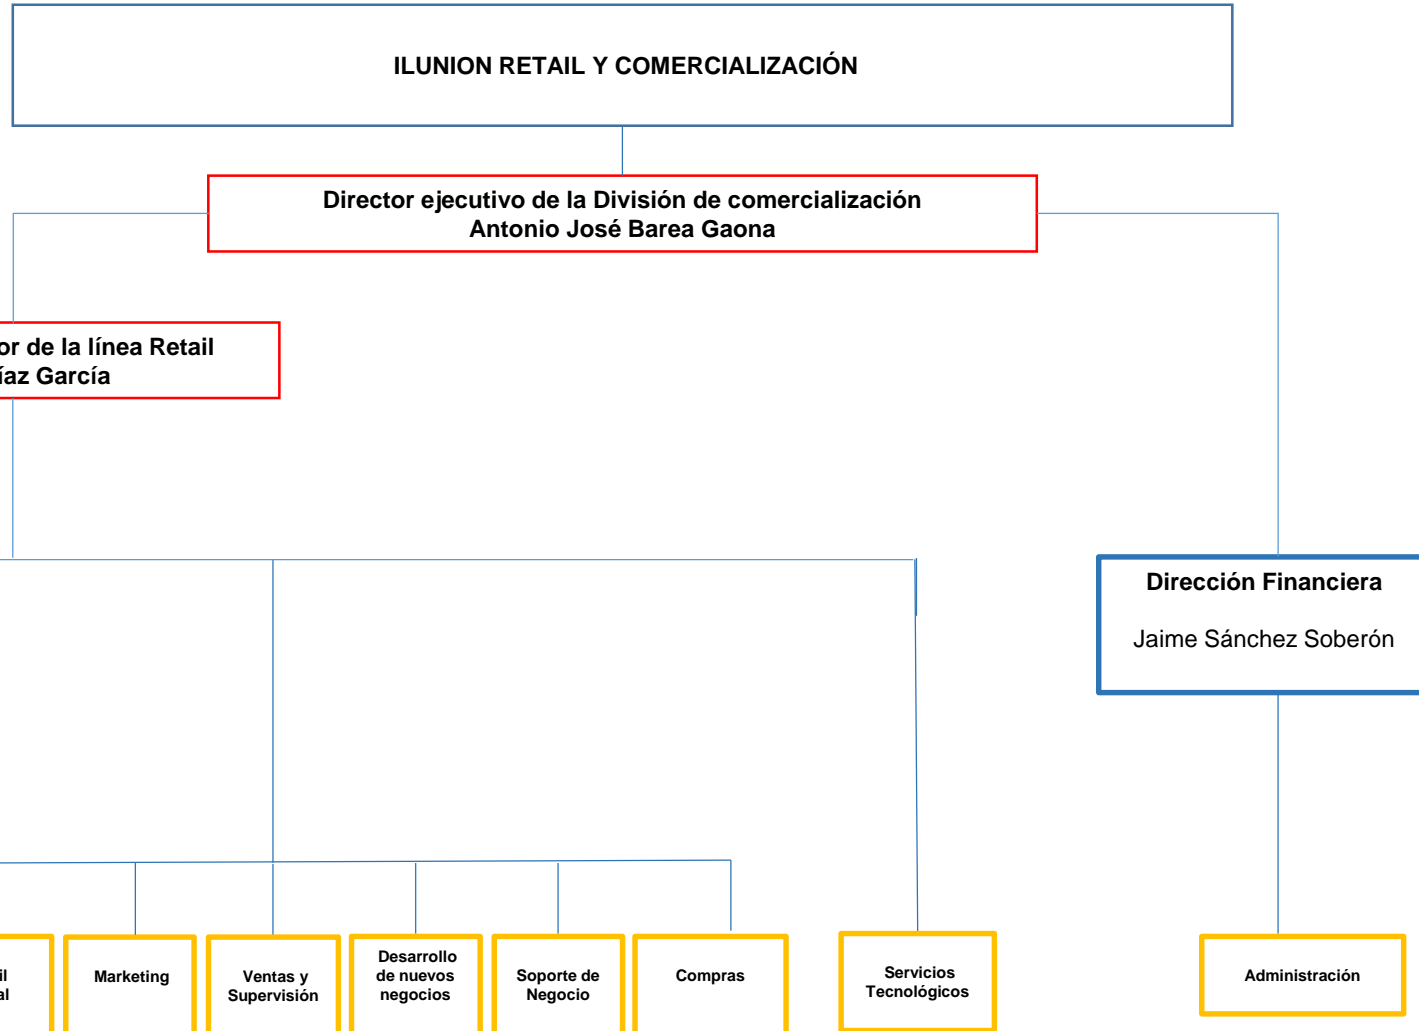 ILUNION RETAIL Y COMERCIALIZACIÓN
Director ejecutivo de la División de comercialización
Antonio José Barea Gaona
de la línea Retail
García
Dirección Financiera
Jaime Sánchez Soberón
Marketing
Ventas y
Supervisión
Desarrollo
de nuevos
negocios
Soporte de
Negocio
Compras
Servicios
Tecnológicos
Administración